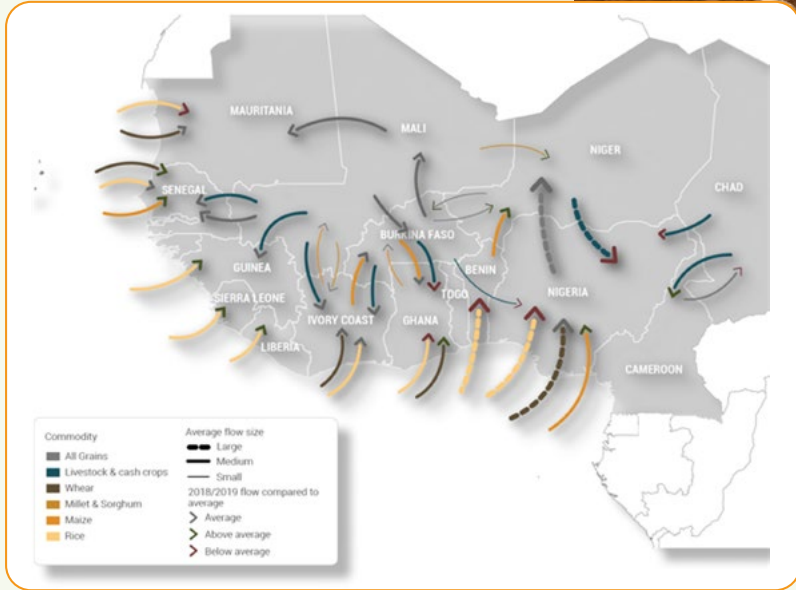 MAURITANIA
MALI
NIGER
CHAD
SENEGAL
BURKINA FASO
GUINEA
BENIN
NIGERIA
SIERRA LEONE
IVORY COAST
GHANA
TOGO
LIBERIA
CAMEROON
Commodity
All Grains
Livestock & cash crops
Whear
Millet & Sorghum
Maize
Rice
Average flow size
Large
Medium
Small
2018/2019 flow compared to
average
Average
Above average
Below average